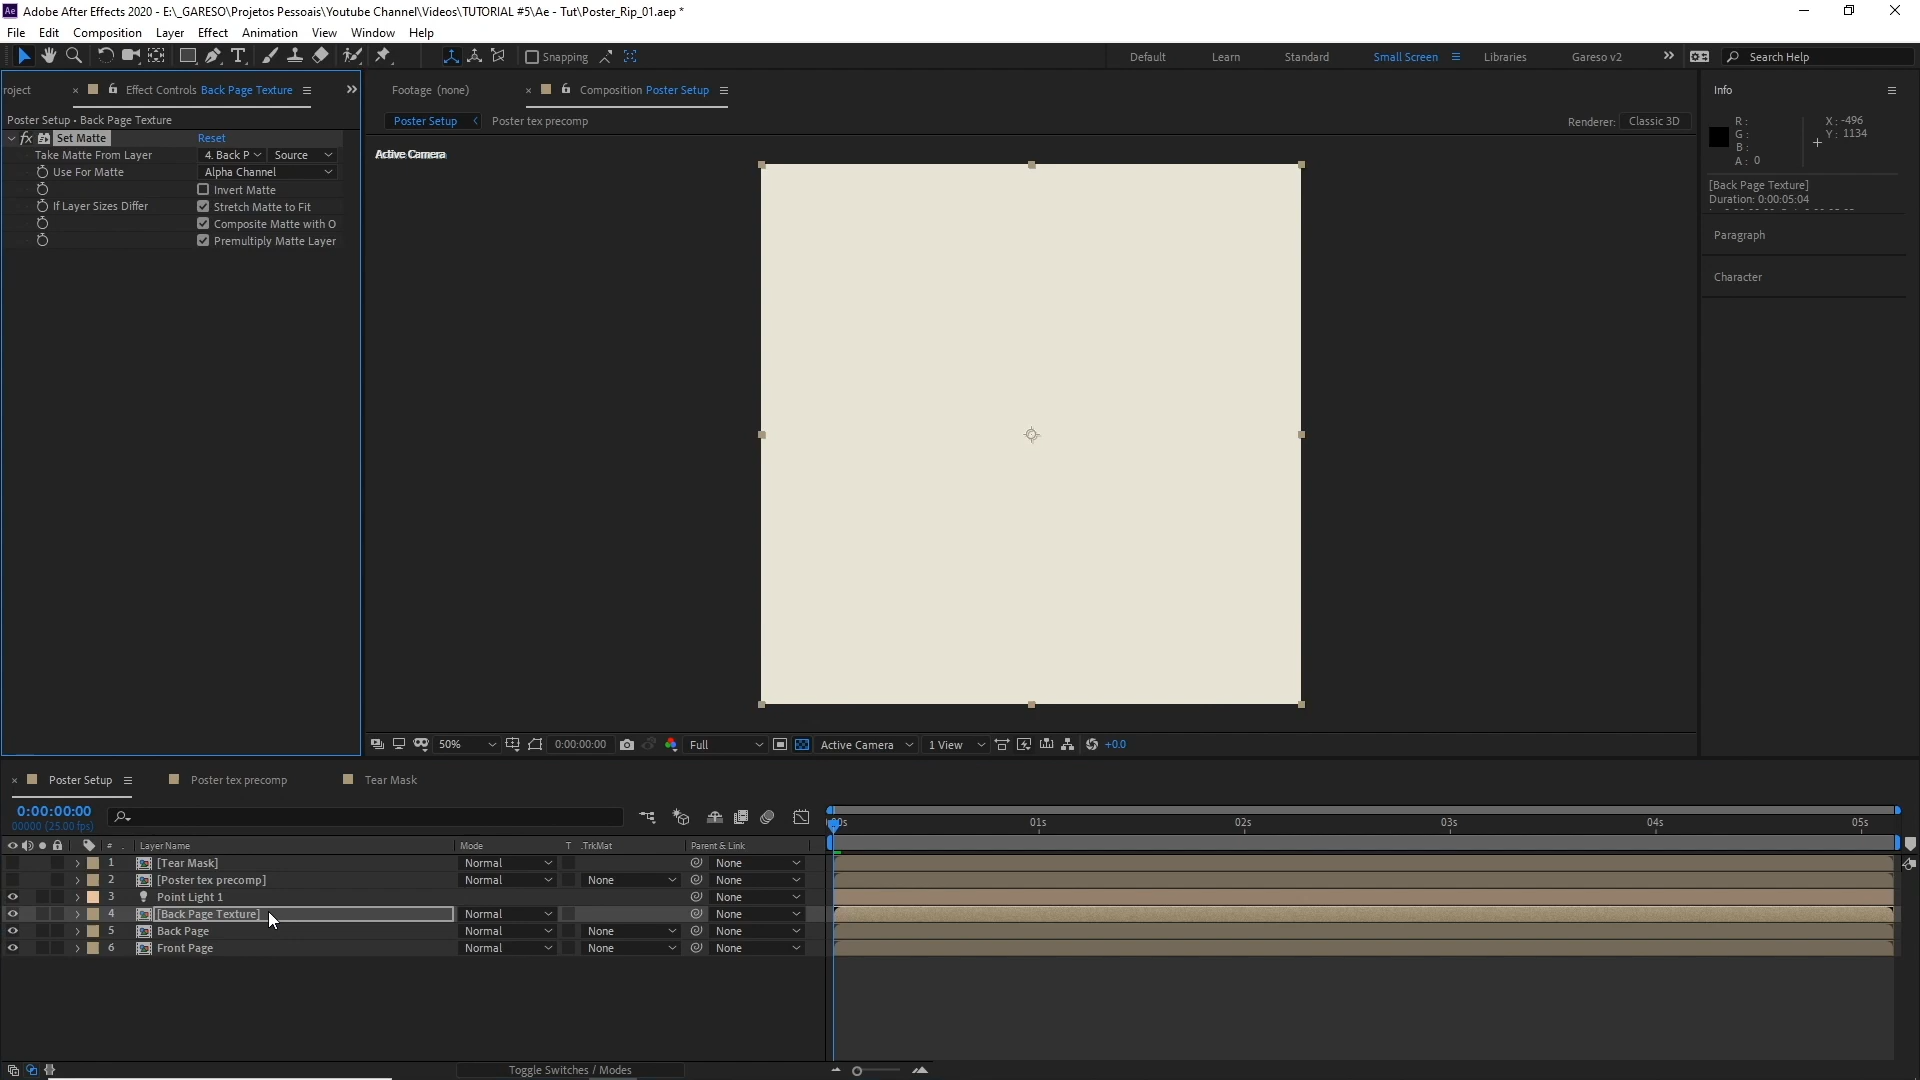 Adobe After Effects 2020 - E:\_GARESO\Projetos Pessoais\Youtube Channel\Videos\TUTORIAL #5\Ae - Tut\Poster_Rip_01.aep *
File Edit Composition Layer Effect Animation View Window Help
Snapping Default Learn Standard Small Screen Libraries Gareso v2 Search Help
roject Effect Controls Back Page Texture Footage (none) Composition Poster Setup Info
Poster Setup • Back Page Texture Poster Setup Poster tex precomp Renderer: Classic 3D
fx Set Matte Reset
Take Matte From Layer 4. Back P Source
Use For Matte Alpha Channel
Invert Matte
If Layer Sizes Differ Stretch Matte to Fit
Composite Matte with O
Premultiply Matte Layer
Active Camera
R: X: -496
G: Y: 1134
B:
A: 0
[Back Page Texture]
Duration: 0:00:05:04
Paragraph
Character
50% 0:00:00:00 Full Active Camera 1 View +0.0
Poster Setup Poster tex precomp Tear Mask
0:00:00:00
00000 (25.00 fps)
01s 02s 03s 04s 05s
# Layer Name Mode T .TrkMat Parent & Link
1 [Tear Mask] Normal None
2 [Poster tex precomp] Normal None None
3 Point Light 1 None
4 [Back Page Texture] Normal None
5 Back Page Normal None None
6 Front Page Normal None None
Toggle Switches / Modes